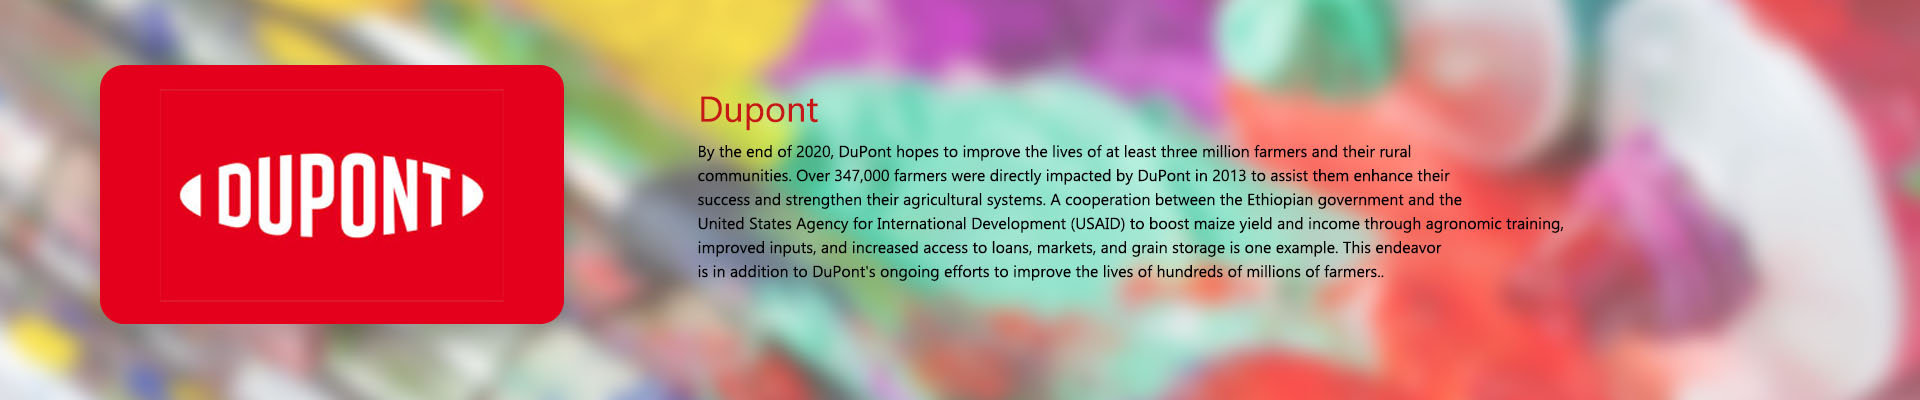 DUPONT
Dupont
By the end of 2020, DuPont hopes to improve the lives of at least three million farmers and their rural
communities. Over 347,000 farmers were directly impacted by DuPont in 2013 to assist them enhance their
success and strengthen their agricultural systems. A cooperation between the Ethiopian government and the
United States Agency for International Development (USAID) to boost maize yield and income through agronomic training,
improved inputs, and increased access to loans, markets, and grain storage is one example. This endeavor
is in addition to DuPont's ongoing efforts to improve the lives of hundreds of millions of farmers..